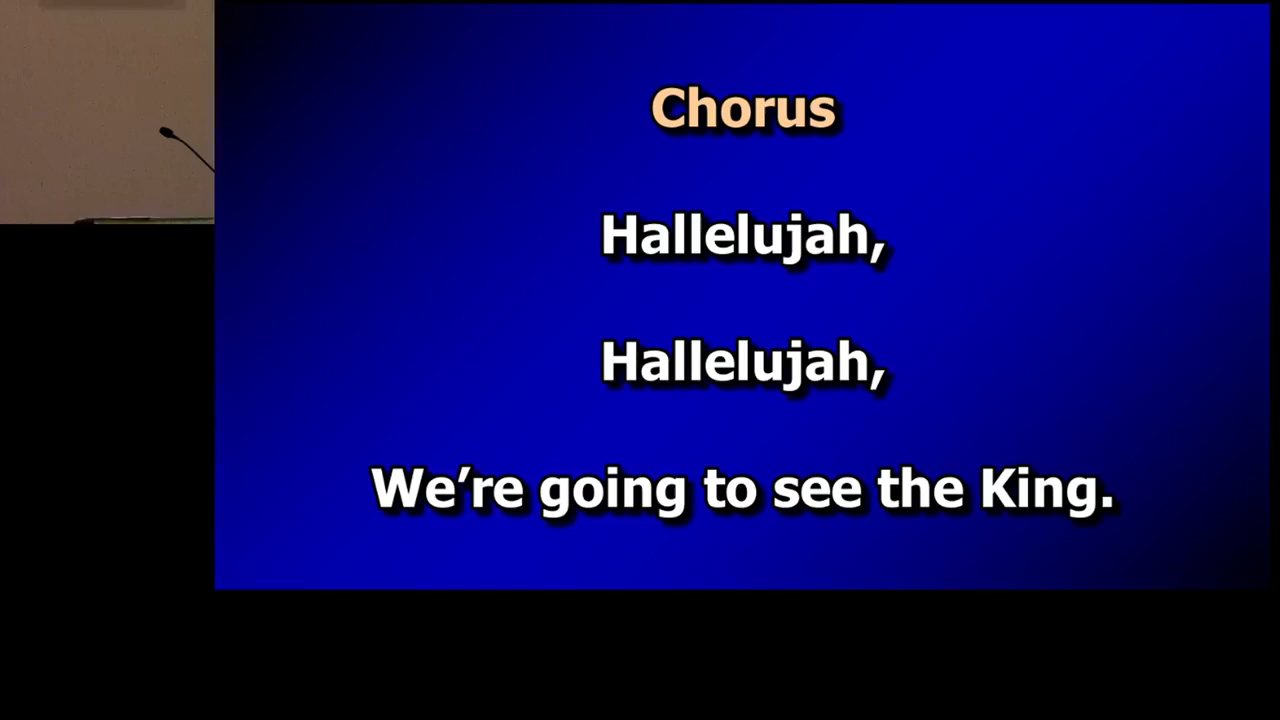 Chorus
Hallelujah,
Hallelujah,
We’re going to see the King.